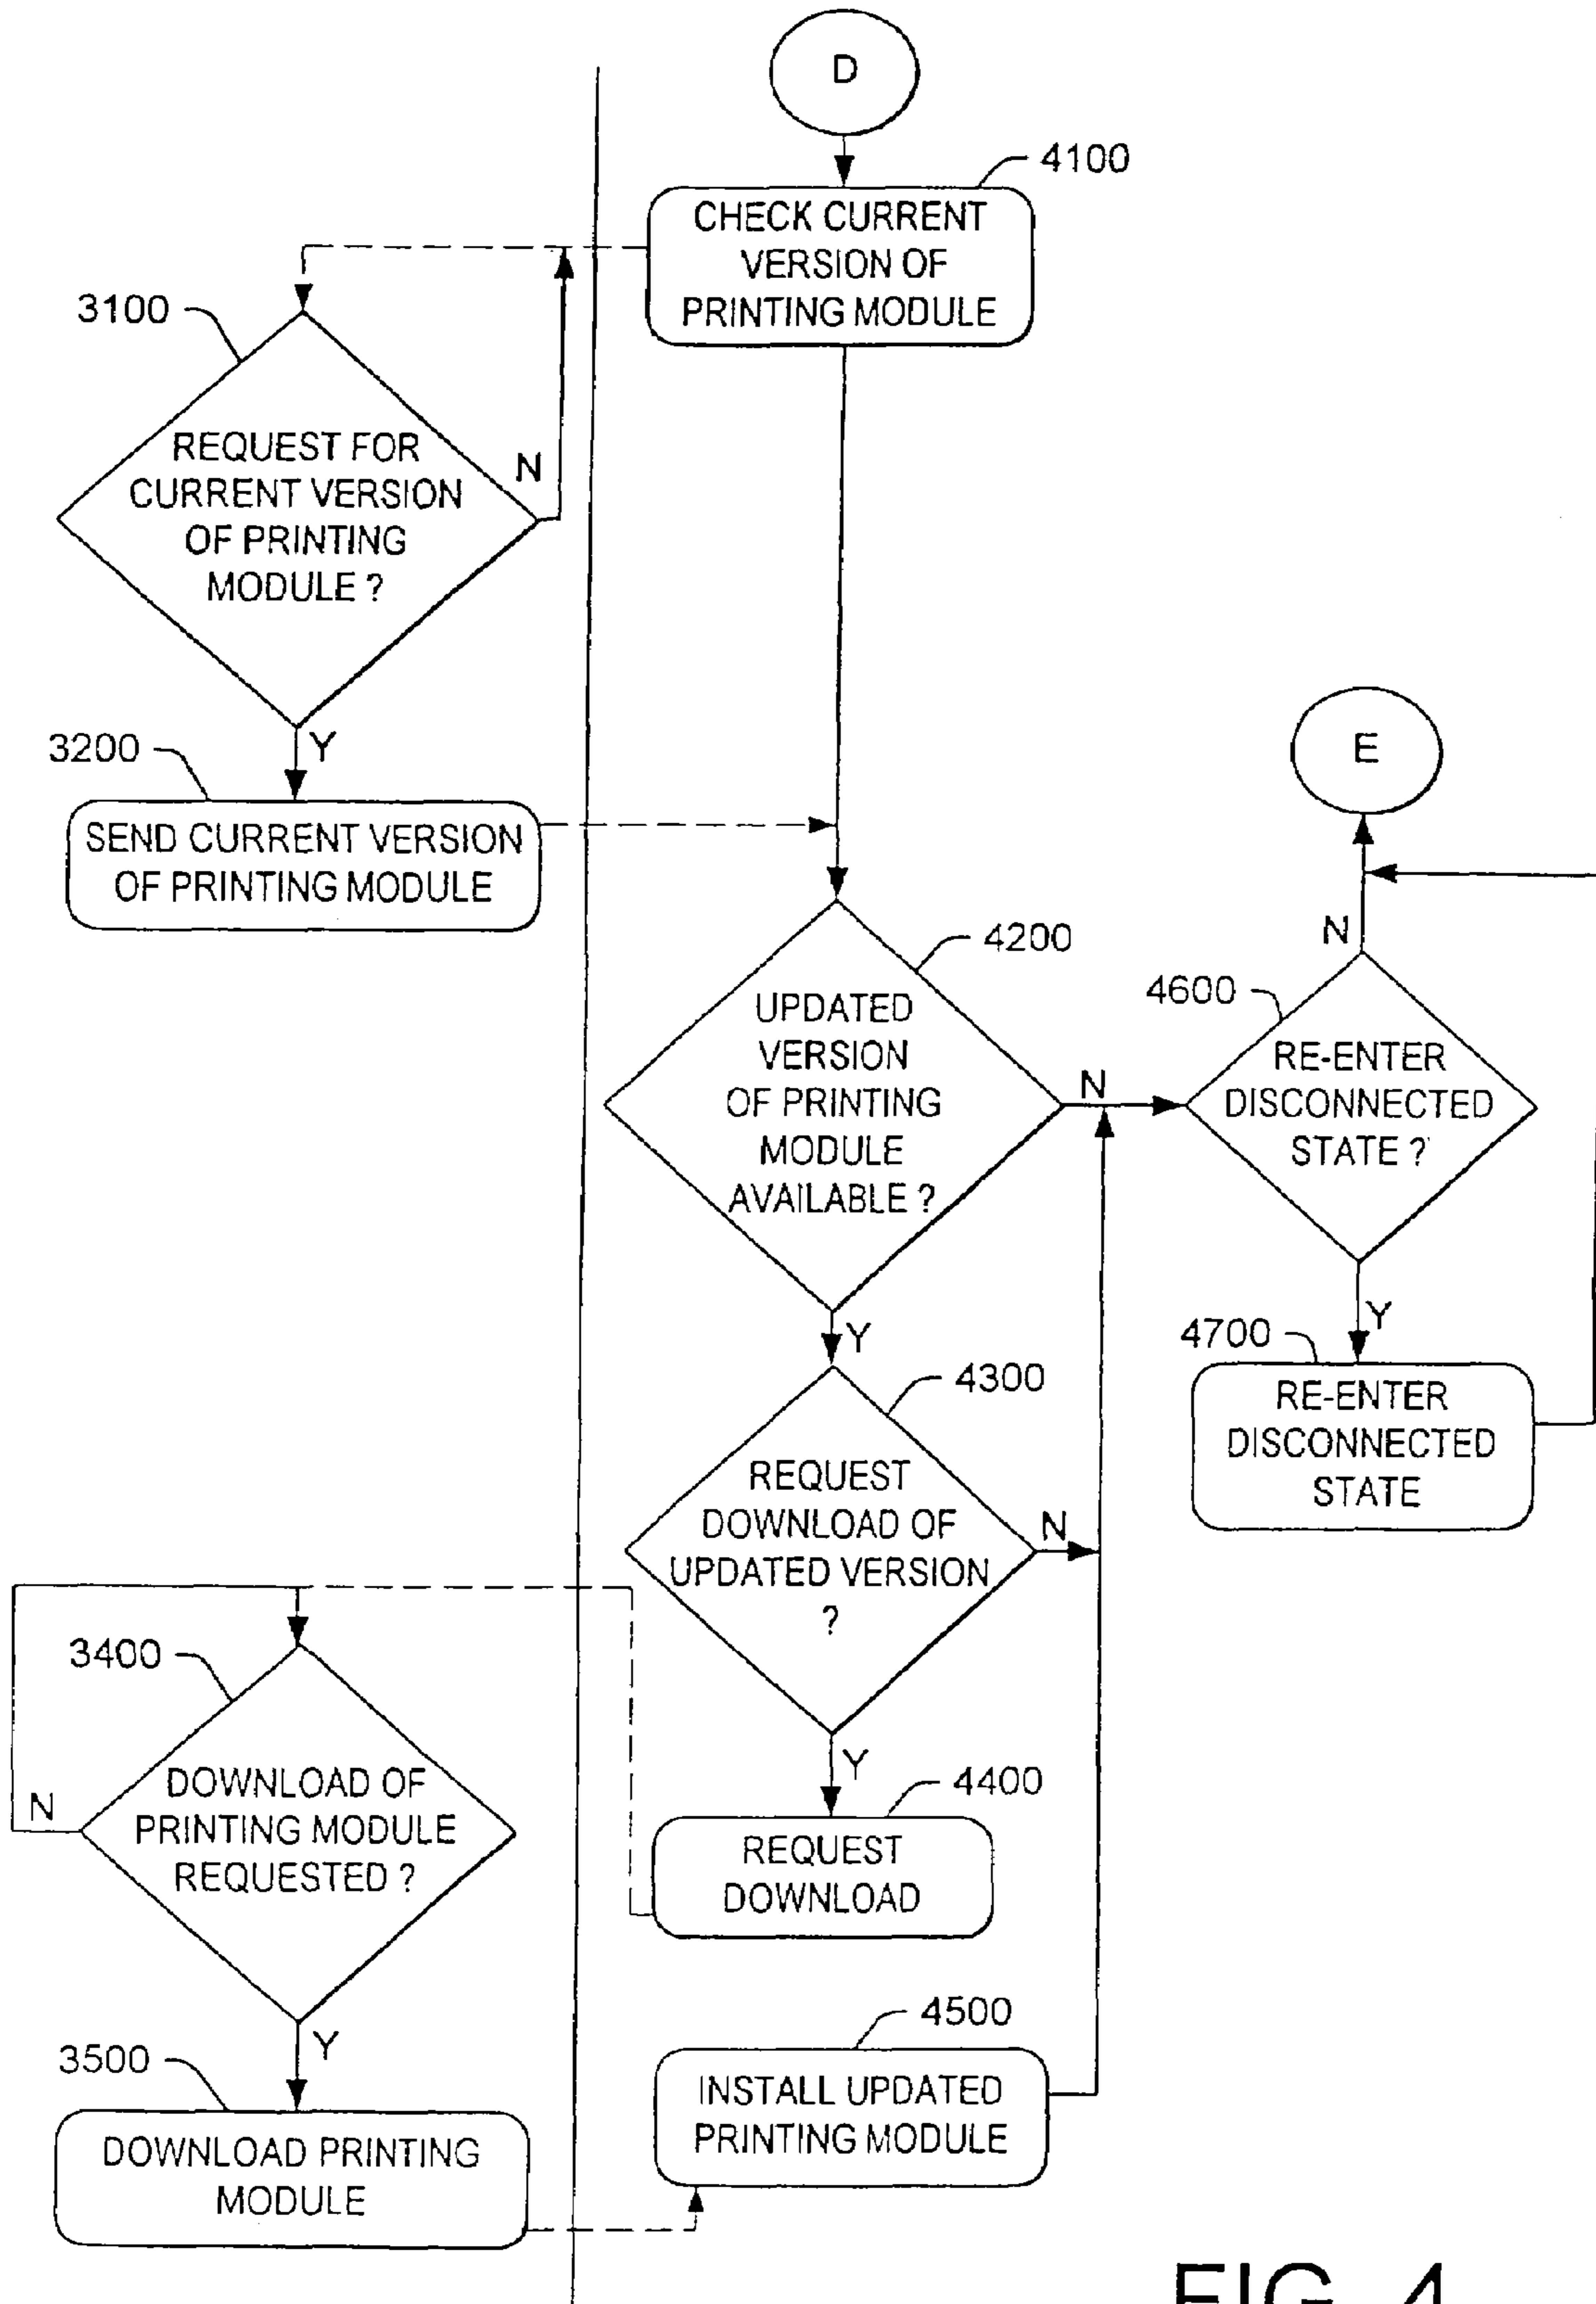 D
4100
CHECK CURRENT
VERSION OF
PRINTING MODULE
3100
REQUEST FOR
CURRENT VERSION
OF PRINTING
MODULE ?
N
Y
3200
SEND CURRENT VERSION
OF PRINTING MODULE
E
N
4200
UPDATED
VERSION
OF PRINTING
MODULE
AVAILABLE ?
N
Y
4600
RE-ENTER
DISCONNECTED
STATE ?
Y
4700
RE-ENTER
DISCONNECTED
STATE
4300
REQUEST
DOWNLOAD OF
UPDATED VERSION
?
N
Y
4400
REQUEST
DOWNLOAD
3400
DOWNLOAD OF
PRINTING MODULE
REQUESTED ?
N
Y
3500
DOWNLOAD PRINTING
MODULE
4500
INSTALL UPDATED
PRINTING MODULE
FIG. 4